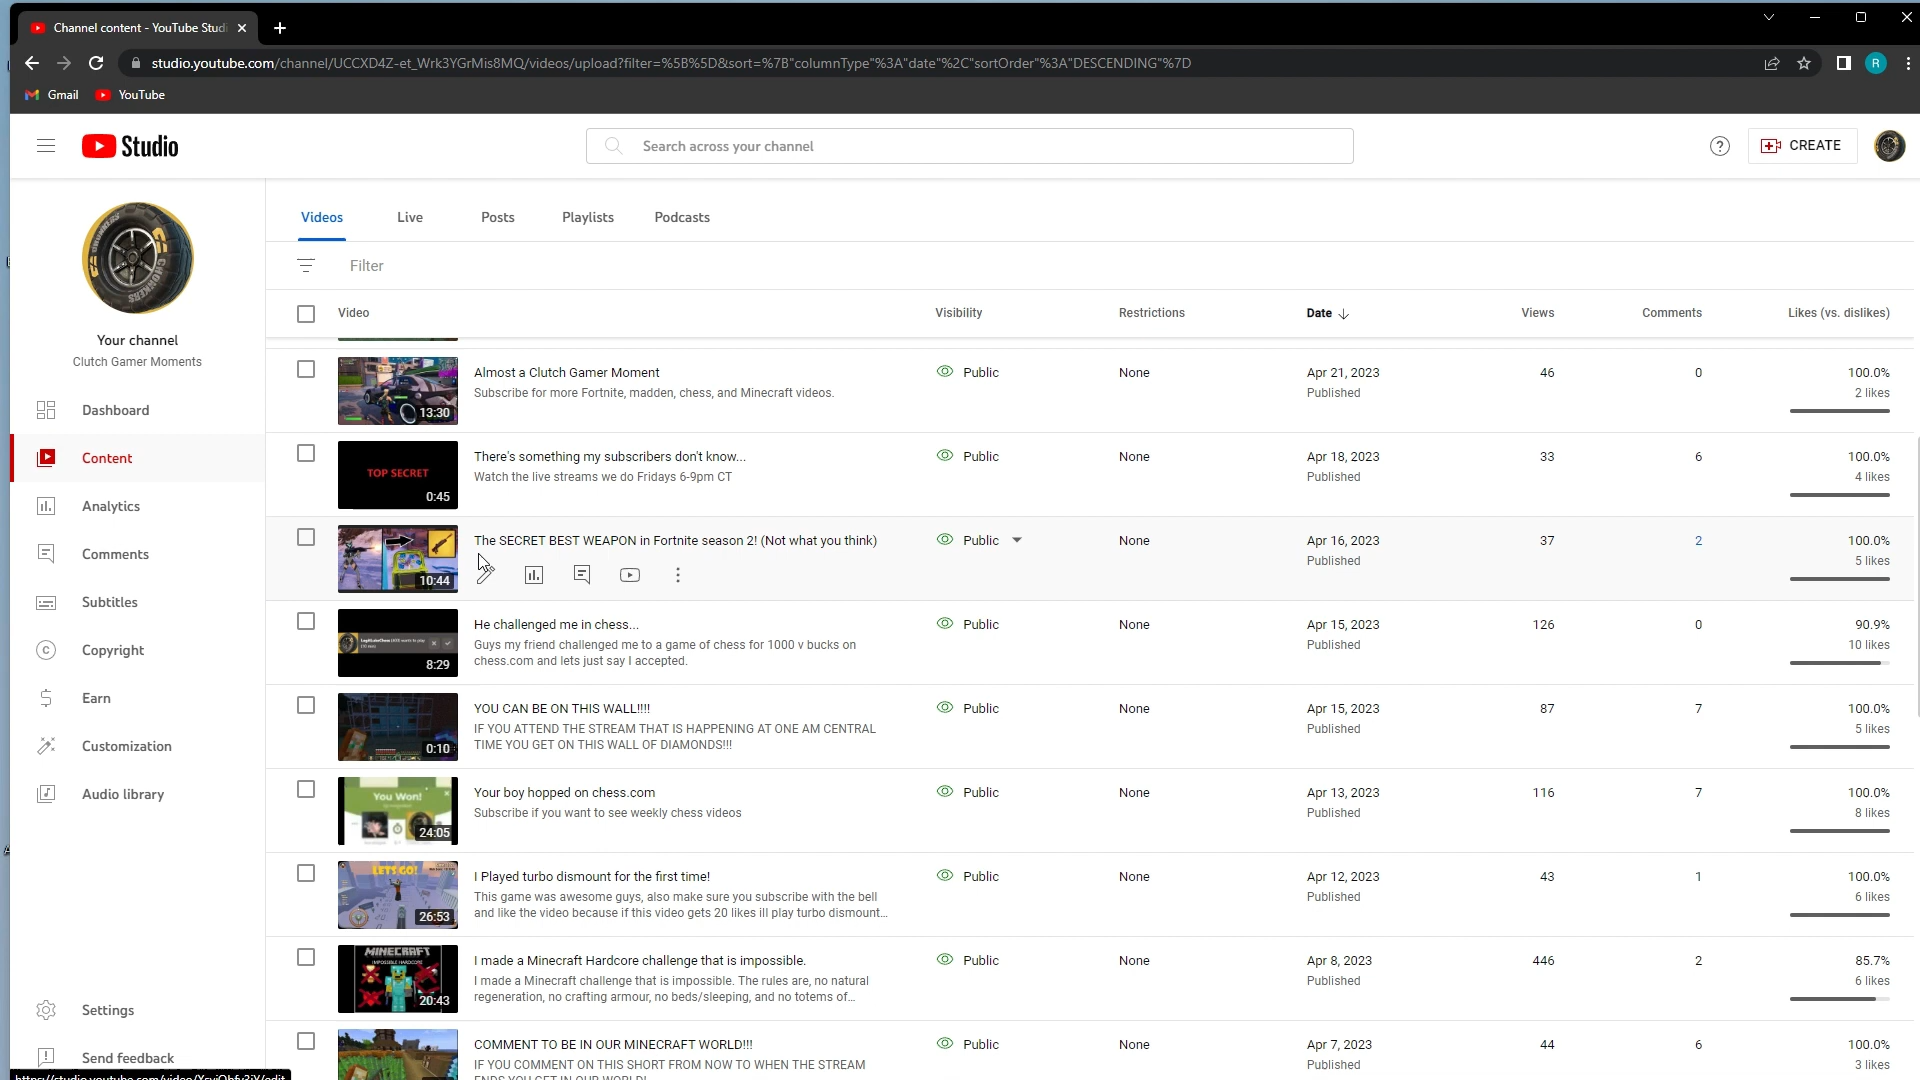 Channel content - YouTube Studi
studio.youtube.com/channel/UCCXD4Z-et_Wrk3YGrMis8MQ/videos/upload?filter=%5B%5D&sort=%7B"columnType"%3A"date"%2C"sortOrder"%3A"DESCENDING"%7D
R
Gmail YouTube
Studio
Search across your channel
CREATE
Your channel
Clutch Gamer Moments
Dashboard
Content
Analytics
Comments
Subtitles
Copyright
Earn
Customization
Audio library
Settings
Send feedback
Videos Live Posts Playlists Podcasts
Filter
Video Visibility Restrictions Date Views Comments Likes (vs. dislikes)
Almost a Clutch Gamer Moment Public None Apr 21, 2023 46 0 100.0%
Subscribe for more Fortnite, madden, chess, and Minecraft videos. Published 2 likes
13:30
There's something my subscribers don't know... Public None Apr 18, 2023 33 6 100.0%
TOP SECRET
Watch the live streams we do Fridays 6-9pm CT Published 4 likes
0:45
The SECRET BEST WEAPON in Fortnite season 2! (Not what you think) Public None Apr 16, 2023 37 2 100.0%
Published 5 likes
10:44
He challenged me in chess... Public None Apr 15, 2023 126 0 90.9%
Guys my friend challenged me to a game of chess for 1000 v bucks on Published 10 likes
chess.com and lets just say I accepted.
8:29
YOU CAN BE ON THIS WALL!!!! Public None Apr 15, 2023 87 7 100.0%
IF YOU ATTEND THE STREAM THAT IS HAPPENING AT ONE AM CENTRAL Published 5 likes
TIME YOU GET ON THIS WALL OF DIAMONDS!!!
0:10
Your boy hopped on chess.com Public None Apr 13, 2023 116 7 100.0%
You Won!
Subscribe if you want to see weekly chess videos Published 8 likes
24:05
I Played turbo dismount for the first time! Public None Apr 12, 2023 43 1 100.0%
LETS GO!
This game was awesome guys, also make sure you subscribe with the bell Published 6 likes
and like the video because if this video gets 20 likes ill play turbo dismount...
26:53
I made a Minecraft Hardcore challenge that is impossible. Public None Apr 8, 2023 446 2 85.7%
MINECRAFT
IMPOSSIBLE HARDCORE
I made a Minecraft challenge that is impossible. The rules are, no natural Published 6 likes
regeneration, no crafting armour, no beds/sleeping, and no totems of...
20:43
COMMENT TO BE IN OUR MINECRAFT WORLD!!! Public None Apr 7, 2023 44 6 100.0%
IF YOU COMMENT ON THIS SHORT FROM NOW TO WHEN THE STREAM Published 3 likes
ENDS YOU GET IN OUR WORLD!